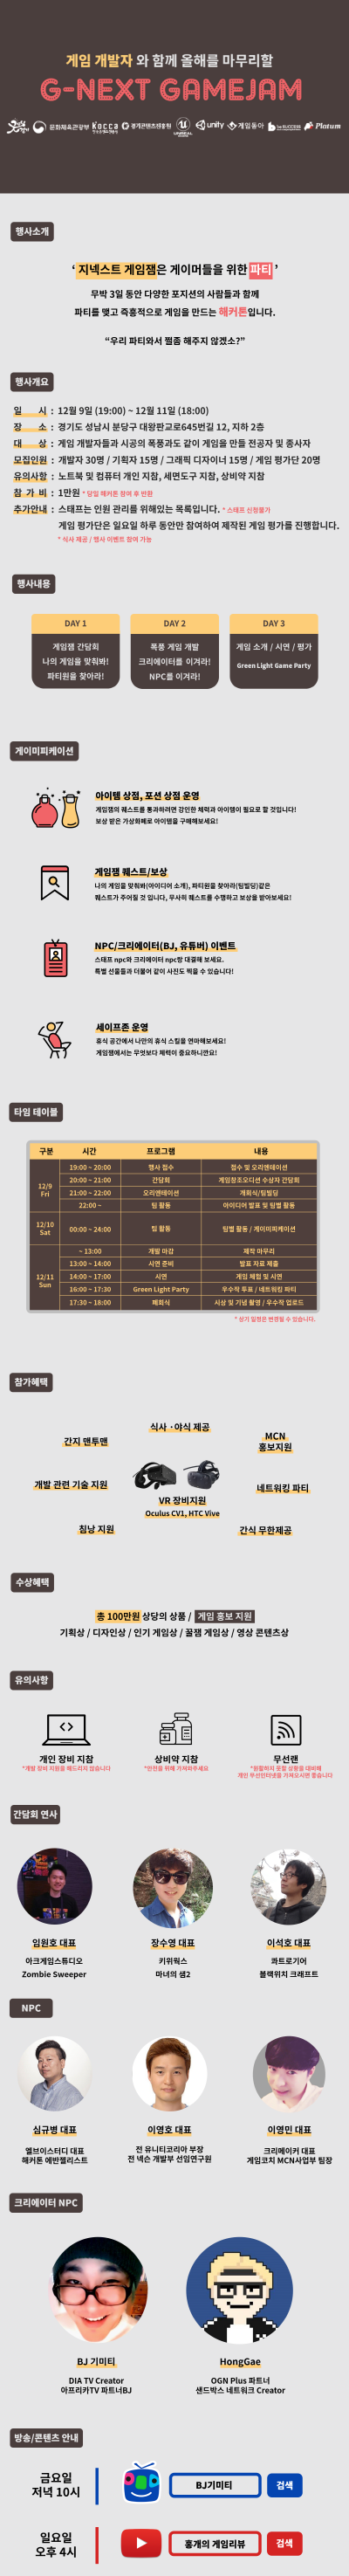 게임 개발자 와 함께 올해를 마무리할
G-NEXT GAMEJAM
문화체육관광부 KOCCA 경기콘텐츠진흥원 UNREAL unity 게임동아 Platum
행사소개
‘ 지넥스트 게임잼은 게이머들을 위한 파티 ’
무박 3일 동안 다양한 포지션의 사람들과 함께
파티를 맺고 즉흥적으로 게임을 만드는 해커톤입니다.
“우리 파티와서 쩔좀 해주지 않겠소?”
행사개요
일 시 : 12월 9일 (19:00) ~ 12월 11일 (18:00)
장 소 : 경기도 성남시 분당구 대왕판교로645번길 12, 지하 2층
대 상 : 게임 개발자들과 시공의 폭풍과도 같이 게임을 만들 전공자 및 종사자
모집인원 : 개발자 30명 / 기획자 15명 / 그래픽 디자이너 15명 / 게임 평가단 20명
유의사항 : 노트북 및 컴퓨터 개인 지참, 세면도구 지참, 상비약 지참
참 가 비 : 1만원 * 당일 해커톤 참여 후 반환
추가안내 : 스태프는 인원 관리를 위해있는 목록입니다. * 스태프 신청불가
게임 평가단은 일요일 하루 동안만 참여하여 제작된 게임 평가를 진행합니다.
* 식사 제공 / 행사 이벤트 참여 가능
행사내용
DAY 1
게임잼 간담회
나의 게임을 맞춰봐!
파티원을 찾아라!
DAY 2
폭풍 게임 개발
크리에이터를 이겨라!
NPC를 이겨라!
DAY 3
게임 소개 / 시연 / 평가
Green Light Game Party
게이미피케이션
아이템 상점, 포션 상점 운영
게임잼의 퀘스트를 통과하려면 강인한 체력과 아이템이 필요로 할 것입니다!
보상 받은 가상화폐로 아이템을 구매해보세요!
게임잼 퀘스트/보상
나의 게임을 맞춰봐(아이디어 소개), 파티원을 찾아라(팀빌딩)같은
퀘스트가 주어질 것 입니다, 무사히 퀘스트를 수행하고 보상을 받아보세요!
NPC/크리에이터(BJ, 유튜버) 이벤트
스태프 npc와 크리에이터 npc랑 대결해 보세요.
특별 선물들과 더불어 같이 사진도 찍을 수 있습니다!
세이프존 운영
휴식 공간에서 나만의 휴식 스킬을 연마해보세요!
게임잼에서는 무엇보다 체력이 중요하니깐요!
타임 테이블
구분 시간 프로그램 내용
12/9 Fri
19:00 ~ 20:00 행사 접수 접수 및 오리엔테이션
20:00 ~ 21:00 간담회 게임창조오디션 수상자 간담회
21:00 ~ 22:00 오리엔테이션 개회식/팀빌딩
22:00 ~ 팀 활동 아이디어 발표 및 팀별 활동
12/10 Sat
00:00 ~ 24:00 팀 활동 팀별 활동 / 게이미피케이션
12/11 Sun
~ 13:00 개발 마감 제작 마무리
13:00 ~ 14:00 시연 준비 발표 자료 제출
14:00 ~ 17:00 시연 게임 체험 및 시연
16:00 ~ 17:30 Green Light Party 우수작 투표 / 네트워킹 파티
17:30 ~ 18:00 폐회식 시상 및 기념 촬영 / 우수작 업로드
* 상기 일정은 변경될 수 있습니다.
참가혜택
식사 · 야식 제공
간지 맨투맨
MCN
홍보지원
개발 관련 기술 지원
네트워킹 파티
VR 장비지원
Oculus CV1, HTC Vive
침낭 지원
간식 무한제공
수상혜택
총 100만원 상당의 상품 / 게임 홍보 지원
기획상 / 디자인상 / 인기 게임상 / 꿀잼 게임상 / 영상 콘텐츠상
유의사항
개인 장비 지참
*개발 장비 지원을 해드리지 않습니다
상비약 지참
*안전을 위해 가져와주세요
무선랜
*원활하지 못할 상황을 대비해
개인 무선인터넷을 가져오시면 좋습니다
간담회 연사
임원호 대표
아크게임스튜디오
Zombie Sweeper
장수영 대표
키위웍스
마녀의 샘2
이석호 대표
콰트로기어
블랙위치 크래프트
NPC
심규병 대표
엘브이스터디 대표
해커톤 에반젤리스트
이영호 대표
전 유니티코리아 부장
전 넥슨 개발부 선임연구원
이영민 대표
크리메이커 대표
게임코치 MCN사업부 팀장
크리에이터 NPC
BJ 기미티
DIA TV Creator
아프리카TV 파트너BJ
HongGae
OGN Plus 파트너
샌드박스 네트워크 Creator
방송/콘텐츠 안내
금요일
저녁 10시
BJ기미티 검색
일요일
오후 4시
홍개의 게임리뷰 검색